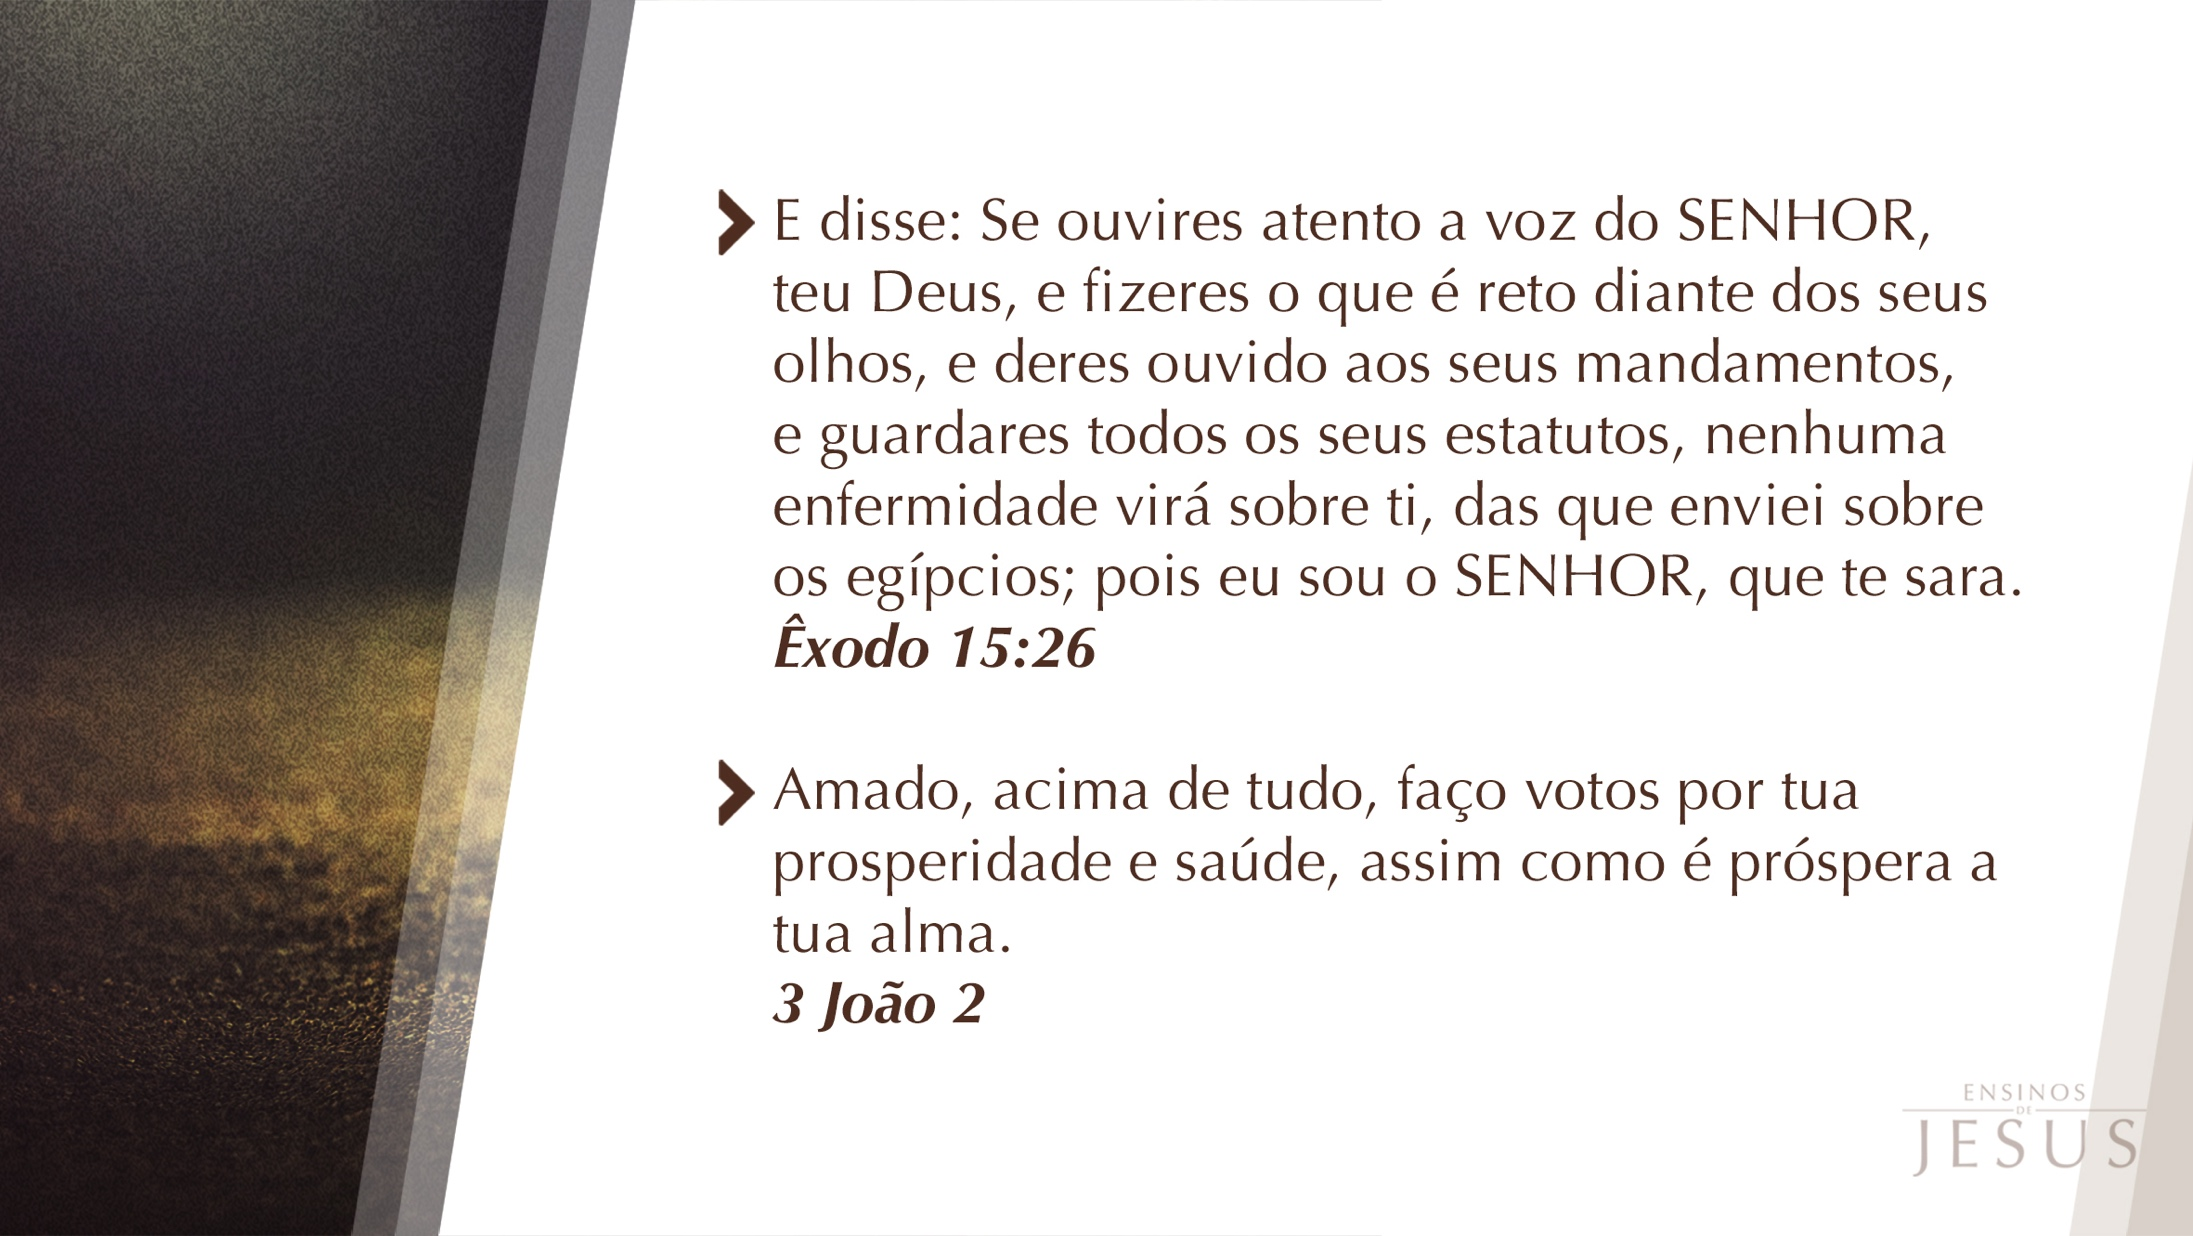 E disse: Se ouvires atento a voz do SENHOR,
teu Deus, e fizeres o que é reto diante dos seus
olhos, e deres ouvido aos seus mandamentos,
e guardares todos os seus estatutos, nenhuma
enfermidade virá sobre ti, das que enviei sobre
os egípcios; pois eu sou o SENHOR, que te sara.
Êxodo 15:26
Amado, acima de tudo, faço votos por tua
prosperidade e saúde, assim como é próspera a
tua alma.
3 João 2
ENSINOS
DE
JESUS